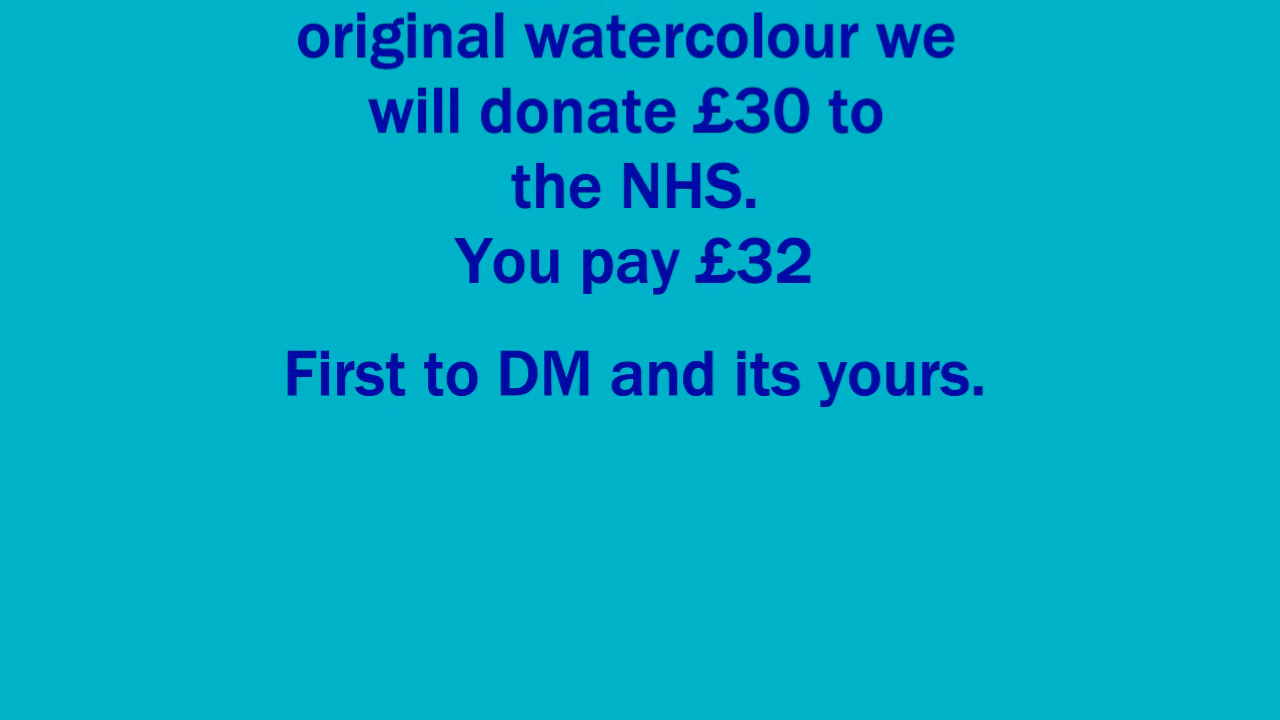 original watercolour we
will donate £30 to
the NHS.
You pay £32
First to DM and its yours.